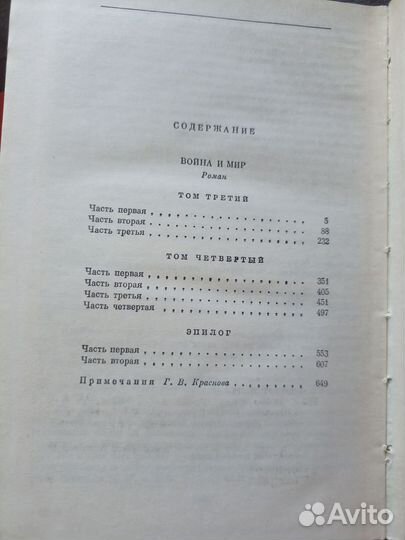 СОДЕРЖАНИЕ
ВОЙНА И МИР
Роман
ТОМ ТРЕТИЙ
Часть первая . . . . . . . . . . . . . . . . 5
Часть вторая . . . . . . . . . . . . . . . . 88
Часть третья . . . . . . . . . . . . . . . . 232
ТОМ ЧЕТВЕРТЫЙ
Часть первая . . . . . . . . . . . . . . . . 351
Часть вторая . . . . . . . . . . . . . . . . 405
Часть третья . . . . . . . . . . . . . . . . 451
Часть четвертая . . . . . . . . . . . . . . . 497
ЭПИЛОГ
Часть первая . . . . . . . . . . . . . . . . 553
Часть вторая . . . . . . . . . . . . . . . . 607
Примечания Г. В. Краснова . . . . . . . . 649
Avito